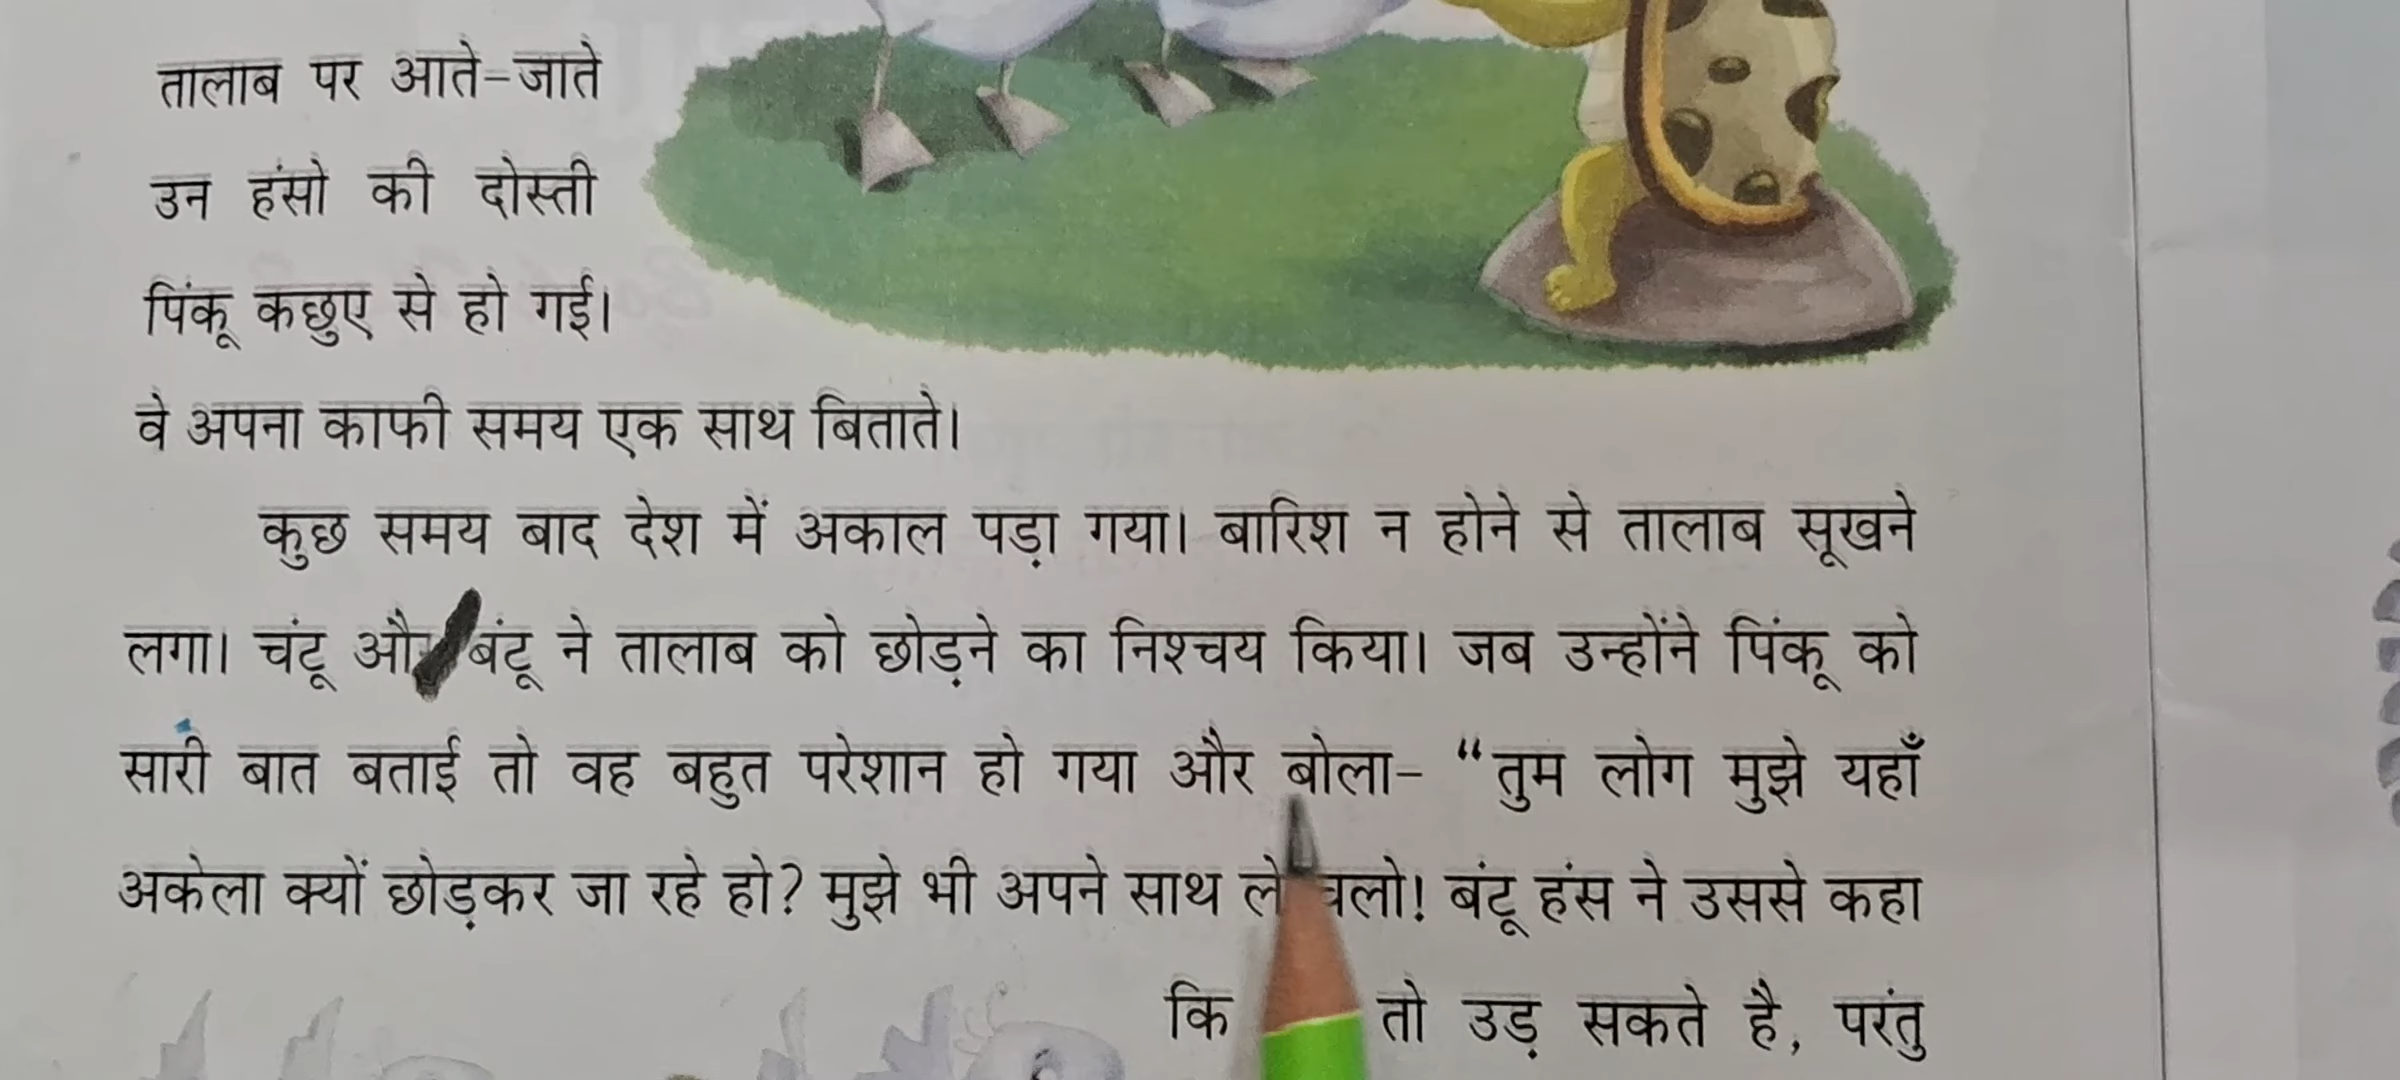 तालाब पर आते-जाते
उन हंसो की दोस्ती
पिंकू कछुए से हो गई।
वे अपना काफी समय एक साथ बिताते।
कुछ समय बाद देश में अकाल पड़ा गया। बारिश न होने से तालाब सूखने
लगा। चंटू बंटू ने तालाब को छोड़ने का निश्चय किया। जब उन्होंने पिंकू को
सारी बात बताई तो वह बहुत परेशान हो गया और बोला- “तुम लोग मुझे यहाँ
अकेला क्यों छोड़कर जा रहे हो? मुझे भी अपने साथ ले चलो! बंटू हंस ने उससे कहा
कि तो उड़ सकते है, परंतु